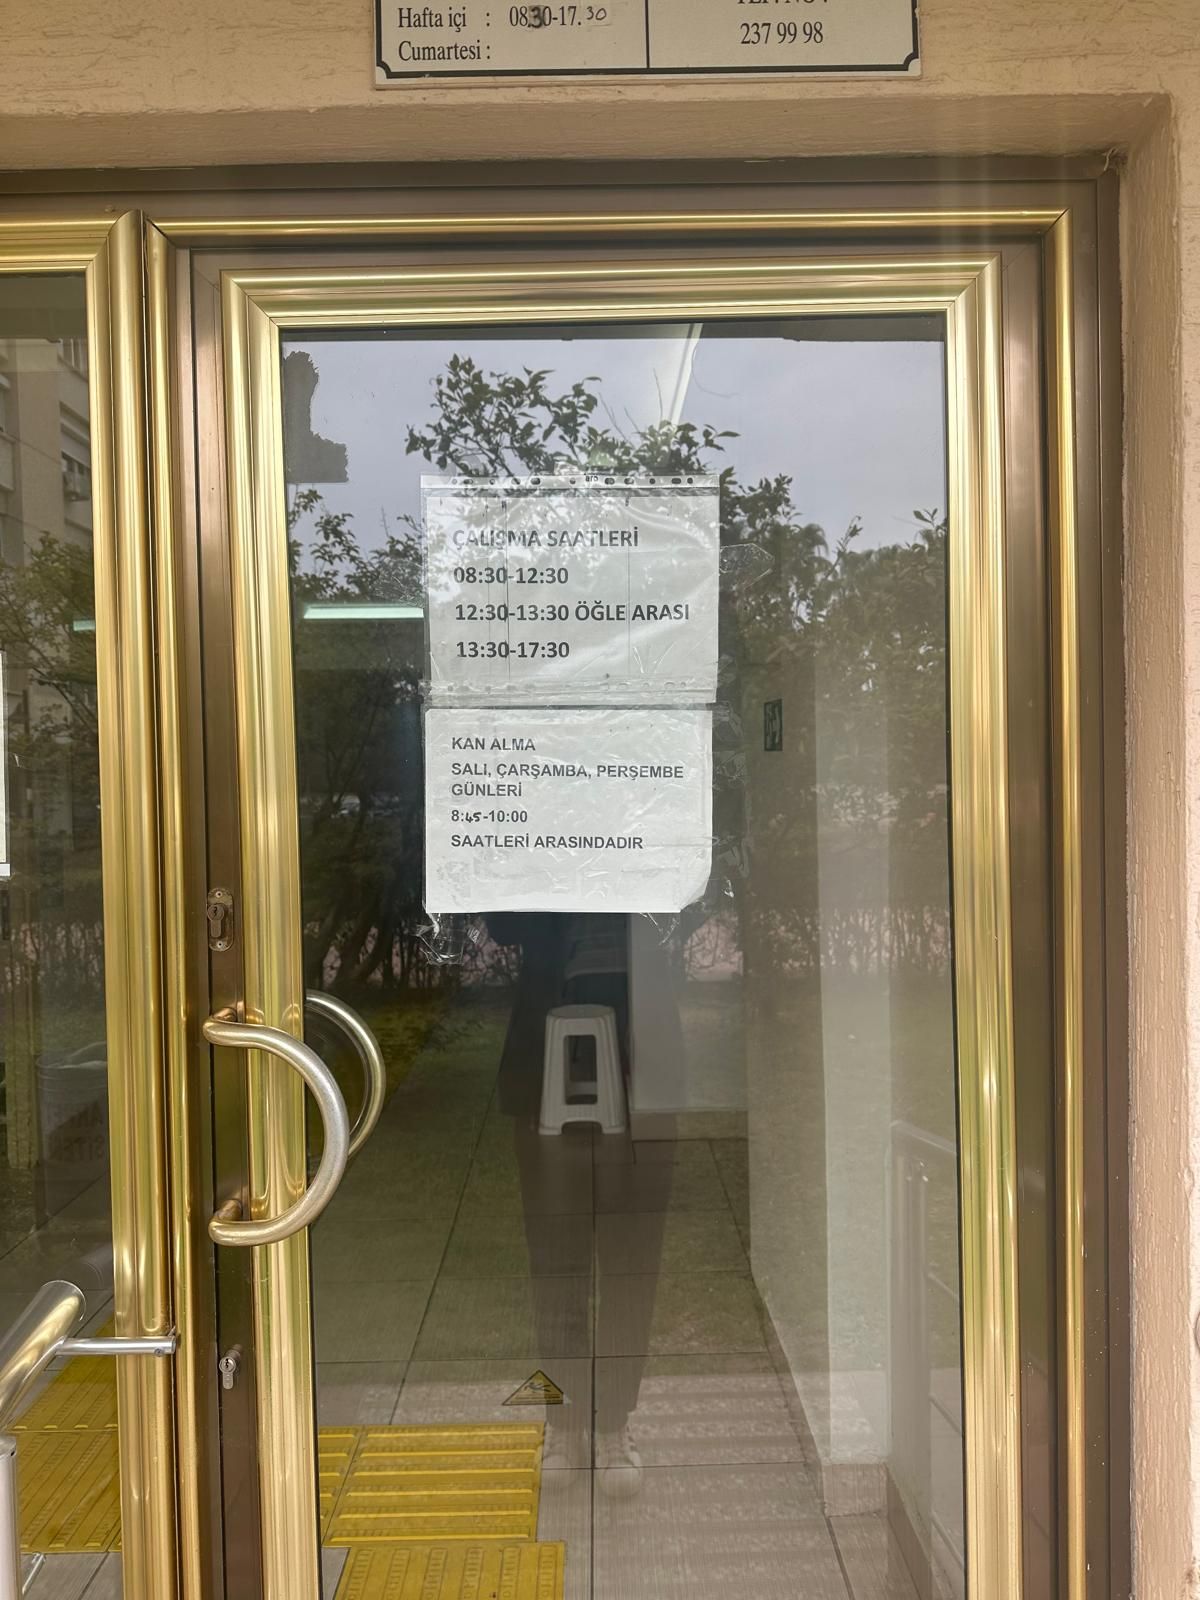 Hafta içi : 08.30-17.30
Cumartesi :
237 99 98
ÇALIŞMA SAATLERİ
08:30-12:30
12:30-13:30 ÖĞLE ARASI
13:30-17:30
KAN ALMA
SALI, ÇARŞAMBA, PERŞEMBE
GÜNLERİ
8:45-10:00
SAATLERİ ARASINDADIR